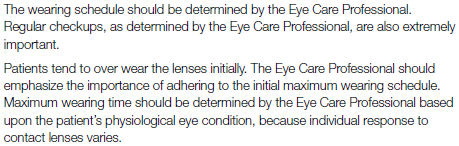 The wearing schedule should be determined by the Eye Care Professional.
Regular checkups, as determined by the Eye Care Professional, are also extremely
important.
Patients tend to over wear the lenses initially. The Eye Care Professional should
emphasize the importance of adhering to the initial maximum wearing schedule.
Maximum wearing time should be determined by the Eye Care Professional based
upon the patient's physiological eye condition, because individual response to
contact lenses varies.